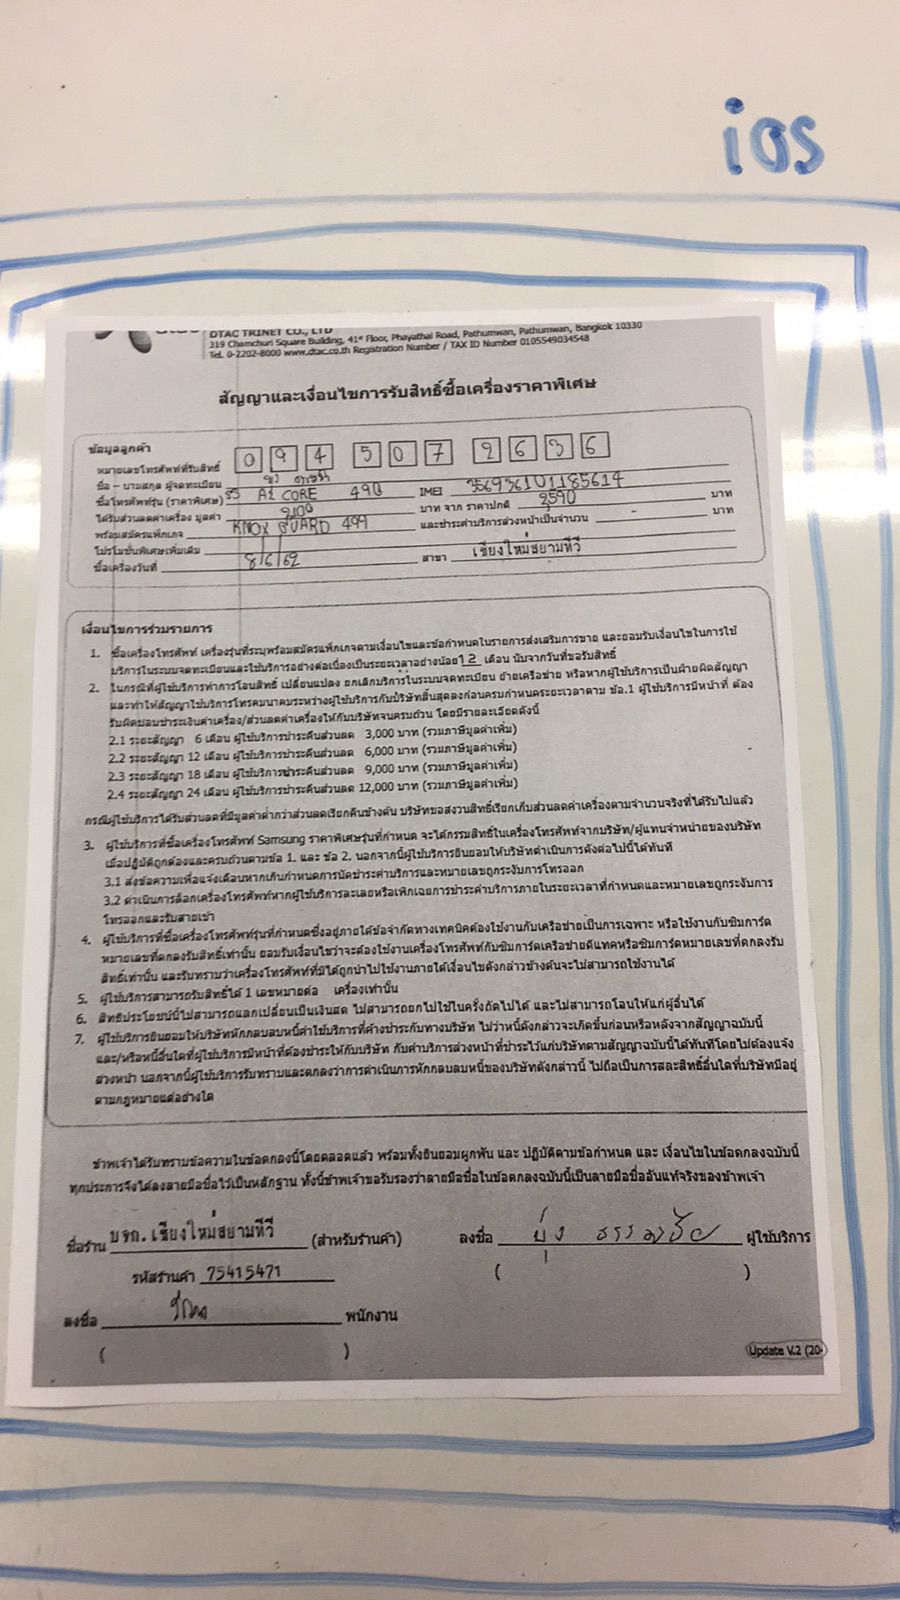 ios
DTAC TRINET CO., LTD
319 Chamchuri Square Building, 41st Floor, Phayathai Road, Pathumwan, Pathumwan, Bangkok 10330
Tel. 0-2202-8000 www.dtac.co.th Registration Number / TAX ID Number 0105549034548
สัญญาและเงื่อนไขการรับสิทธิ์ซื้อเครื่องราคาพิเศษ
ข้อมูลลูกค้า
หมายเลขโทรศัพท์ที่รับสิทธิ์ 0 9 4 5 0 7 2 6 3 6
ชื่อ – นามสกุล ผู้จดทะเบียน
ชื่อโทรศัพท์รุ่น (ราคาพิเศษ) A2 CORE 490 IMEI 356936101185614
ได้รับส่วนลดค่าเครื่อง มูลค่า 2100 บาท จาก ราคาปกติ 2590 บาท
พร้อมสมัครแพ็กเกจ KNOX GUARD 499 และชำระค่าบริการล่วงหน้าเป็นจำนวน - บาท
โปรโมชั่นพิเศษเพิ่มเติม
ซื้อเครื่องวันที่ 8/6/62 สาขา เชียงใหม่สยามทีวี
เงื่อนไขการร่วมรายการ
1. ซื้อเครื่องโทรศัพท์ เครื่องรุ่นที่ระบุพร้อมสมัครแพ็กเกจตามเงื่อนไขและข้อกำหนดในรายการส่งเสริมการขาย และยอมรับเงื่อนไขในการใช้
บริการในระบบจดทะเบียนและใช้บริการอย่างต่อเนื่องเป็นระยะเวลาอย่างน้อย 12 เดือน นับจากวันที่ขอรับสิทธิ์
2. ในกรณีที่ผู้ใช้บริการทำการโอนสิทธิ์ เปลี่ยนแปลง ยกเลิกบริการในระบบจดทะเบียน ย้ายเครือข่าย หรือหากผู้ใช้บริการเป็นฝ่ายผิดสัญญา
และทำให้สัญญาใช้บริการโทรคมนาคมระหว่างผู้ใช้บริการกับบริษัทสิ้นสุดลงก่อนครบกำหนดระยะเวลาตาม ข้อ.1 ผู้ใช้บริการมีหน้าที่ ต้อง
รับผิดชอบชำระเงินค่าเครื่อง/ส่วนลดค่าเครื่องให้กับบริษัทจนครบถ้วน โดยมีรายละเอียดดังนี้
2.1 ระยะสัญญา 6 เดือน ผู้ใช้บริการชำระคืนส่วนลด 3,000 บาท (รวมภาษีมูลค่าเพิ่ม)
2.2 ระยะสัญญา 12 เดือน ผู้ใช้บริการชำระคืนส่วนลด 6,000 บาท (รวมภาษีมูลค่าเพิ่ม)
2.3 ระยะสัญญา 18 เดือน ผู้ใช้บริการชำระคืนส่วนลด 9,000 บาท (รวมภาษีมูลค่าเพิ่ม)
2.4 ระยะสัญญา 24 เดือน ผู้ใช้บริการชำระคืนส่วนลด 12,000 บาท (รวมภาษีมูลค่าเพิ่ม)
กรณีผู้ใช้บริการได้รับส่วนลดที่มีมูลค่าต่ำกว่าส่วนลดเรียกคืนข้างต้น บริษัทขอสงวนสิทธิ์เรียกเก็บส่วนลดค่าเครื่องตามจำนวนจริงที่ได้รับไปแล้ว
3. ผู้ใช้บริการที่ซื้อเครื่องโทรศัพท์ Samsung ราคาพิเศษรุ่นที่กำหนด จะได้กรรมสิทธิ์ในเครื่องโทรศัพท์จากบริษัท/ผู้แทนจำหน่ายของบริษัท
เมื่อปฏิบัติถูกต้องและครบถ้วนตามข้อ 1. และ ข้อ 2. นอกจากนี้ผู้ใช้บริการยินยอมให้บริษัทดำเนินการดังต่อไปนี้ได้ทันที
3.1 ส่งข้อความเพื่อแจ้งเตือนหากเกินกำหนดการนัดชำระค่าบริการและหมายเลขถูกระงับการโทรออก
3.2 ดำเนินการล็อกเครื่องโทรศัพท์หากผู้ใช้บริการละเลยหรือเพิกเฉยการชำระค่าบริการภายในระยะเวลาที่กำหนดและหมายเลขถูกระงับการ
โทรออกและรับสายเข้า
4. ผู้ใช้บริการที่ซื้อเครื่องโทรศัพท์รุ่นที่กำหนดซึ่งอยู่ภายใต้ข้อจำกัดทางเทคนิคต้องใช้งานกับเครือข่ายเป็นการเฉพาะ หรือใช้งานกับซิมการ์ด
หมายเลขที่ตกลงรับสิทธิ์เท่านั้น ยอมรับเงื่อนไขว่าจะต้องใช้งานเครื่องโทรศัพท์กับซิมการ์ดเครือข่ายดีแทคหรือซิมการ์ดหมายเลขที่ตกลงรับ
สิทธิ์เท่านั้น และรับทราบว่าเครื่องโทรศัพท์ที่มิได้ถูกนำไปใช้งานภายใต้เงื่อนไขดังกล่าวข้างต้นจะไม่สามารถใช้งานได้
5. ผู้ใช้บริการสามารถรับสิทธิ์ได้ 1 เลขหมายต่อ เครื่องเท่านั้น
6. สิทธิประโยชน์นี้ไม่สามารถแลกเปลี่ยนเป็นเงินสด ไม่สามารถยกไปใช้ในครั้งถัดไปได้ และไม่สามารถโอนให้แก่ผู้อื่นได้
7. ผู้ใช้บริการยินยอมให้บริษัทหักกลบลบหนี้ค่าใช้บริการที่ค้างชำระกับทางบริษัท ไม่ว่าหนี้ดังกล่าวจะเกิดขึ้นก่อนหรือหลังจากสัญญาฉบับนี้
และ/หรือหนี้อื่นใดที่ผู้ใช้บริการมีหน้าที่ต้องชำระให้กับบริษัท กับค่าบริการล่วงหน้าที่ชำระไว้แก่บริษัทตามสัญญาฉบับนี้ได้ทันทีโดยไม่ต้องแจ้ง
ล่วงหน้า นอกจากนี้ผู้ใช้บริการรับทราบและตกลงว่าการดำเนินการหักกลบลบหนี้ของบริษัทดังกล่าวนี้ ไม่ถือเป็นการสละสิทธิ์อื่นใดที่บริษัทมีอยู่
ตามกฎหมายแต่อย่างใด
ข้าพเจ้าได้รับทราบข้อความในข้อตกลงนี้โดยตลอดแล้ว พร้อมทั้งยินยอมผูกพัน และ ปฏิบัติตามข้อกำหนด และ เงื่อนไขในข้อตกลงฉบับนี้
ทุกประการจึงได้ลงลายมือชื่อไว้เป็นหลักฐาน ทั้งนี้ข้าพเจ้าขอรับรองว่าลายมือชื่อในข้อตกลงฉบับนี้เป็นลายมือชื่ออันแท้จริงของข้าพเจ้า
ชื่อร้าน บจก.เชียงใหม่สยามทีวี (สำหรับร้านค้า) ลงชื่อ ผู้ใช้บริการ
รหัสร้านค้า 75415471 ( )
ลงชื่อ พนักงาน
( )
Update V.2 (20